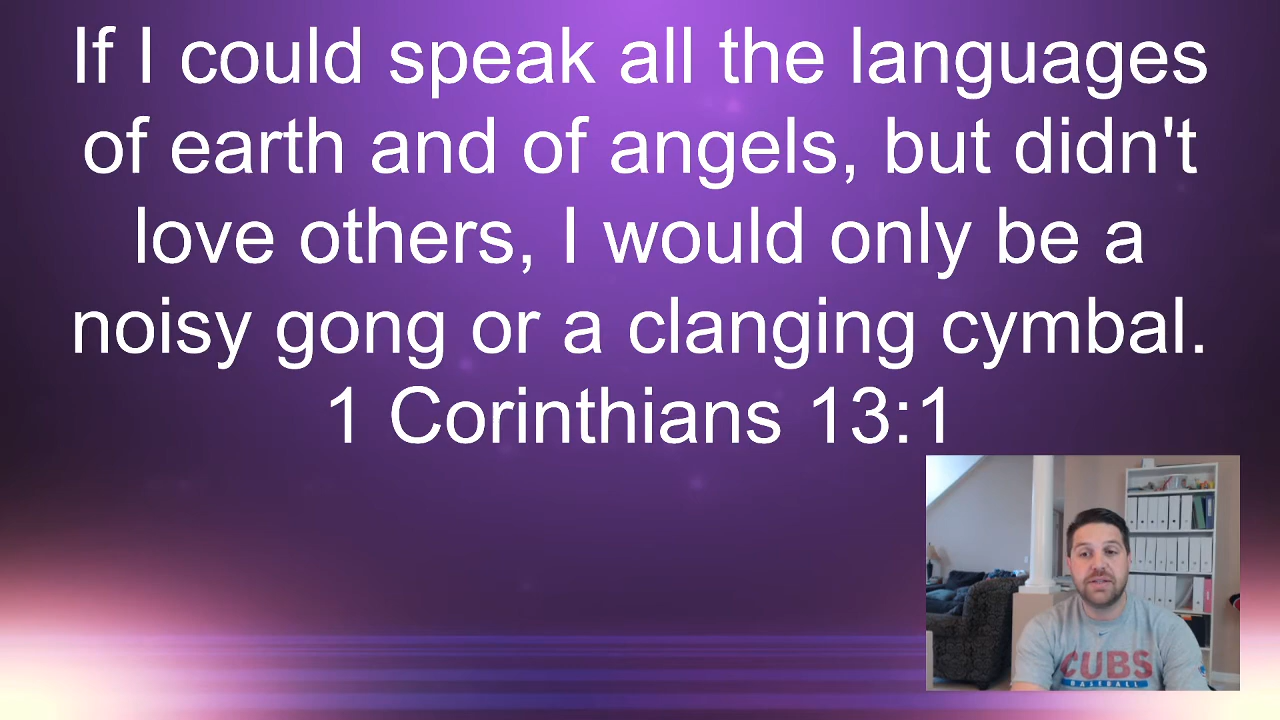 If I could speak all the languages
of earth and of angels, but didn't
love others, I would only be a
noisy gong or a clanging cymbal.
1 Corinthians 13:1
CUBS
BASEBALL